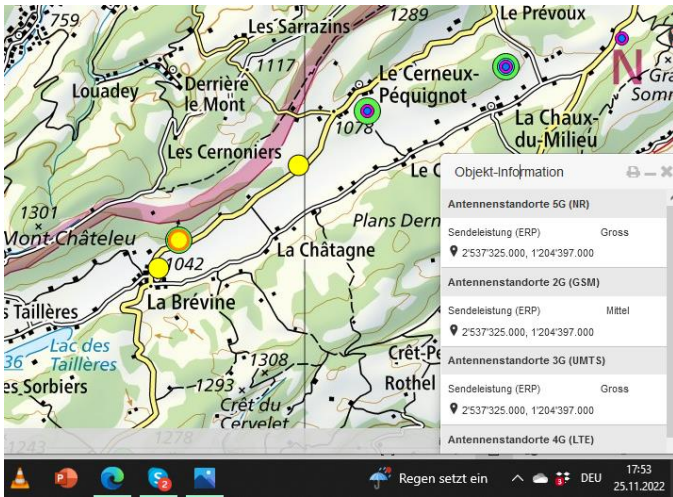 759
Les Sarrazins
1289
Le Prévoux
1117
Louadey
Derrière
le Mont
Le Cerneux-
Péquignot
N
Som
1078
La Chaux-
du-Milieu
Les Cernoniers
Le C
1301
Mont-Châteleu
Plans Dern
1042
La Châtagne
s Taillères
La Brévine
Lac des
Taillères
36
es Sorbiers
1308
1293
Crêt du
Cervelet
Crêt-Pe
Rothel
1243
1278
Objekt-Information
Antennenstandorte 5G (NR)
Sendeleistung (ERP) Gross
2'537'325.000, 1'204'397.000
Antennenstandorte 2G (GSM)
Sendeleistung (ERP) Mittel
2'537'325.000, 1'204'397.000
Antennenstandorte 3G (UMTS)
Sendeleistung (ERP) Gross
2'537'325.000, 1'204'397.000
Antennenstandorte 4G (LTE)
Regen setzt ein
DEU
17:53
25.11.2022